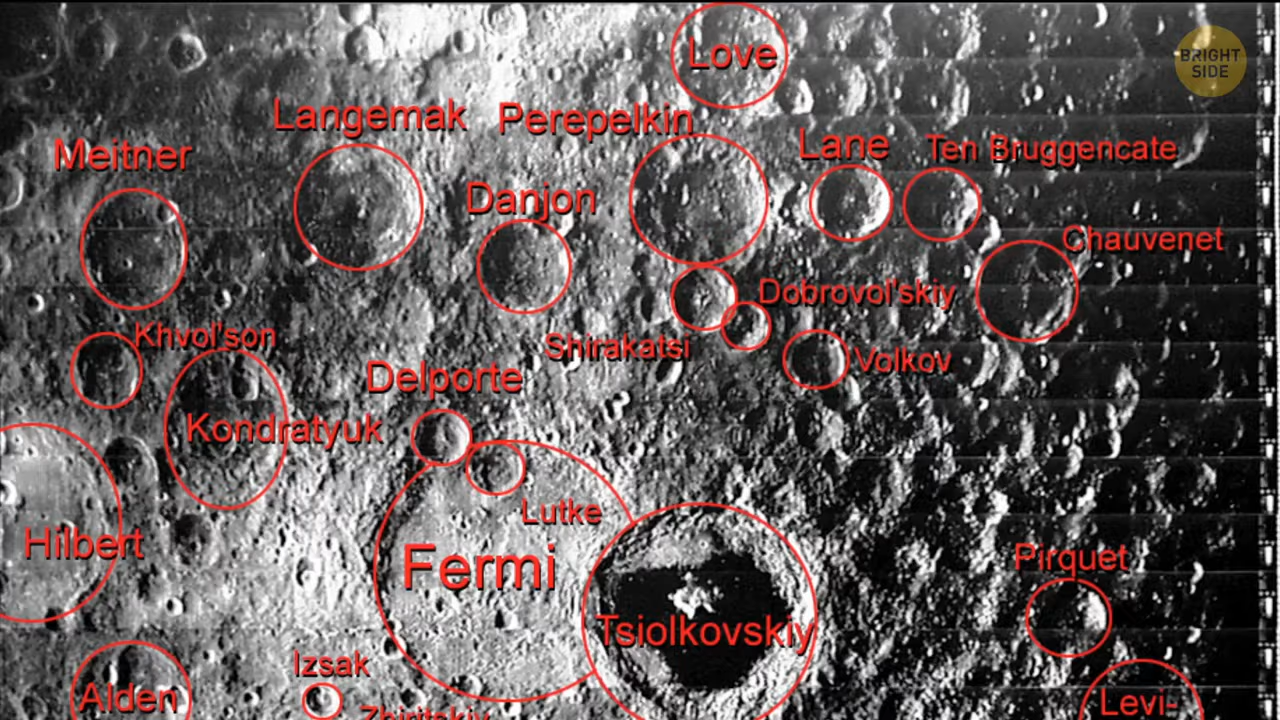 Love
BRIGHT
SIDE
Langemak
Perepelkin
Meitner
Lane
Ten Bruggencate
Danjon
Chauvenet
Dobrovol'skiy
Khvol'son
Shirakatsi
Volkov
Delporte
Kondratyuk
Lutke
Hilbert
Fermi
Pirquet
Tsiolkovskiy
Izsak
Alden
Levi-